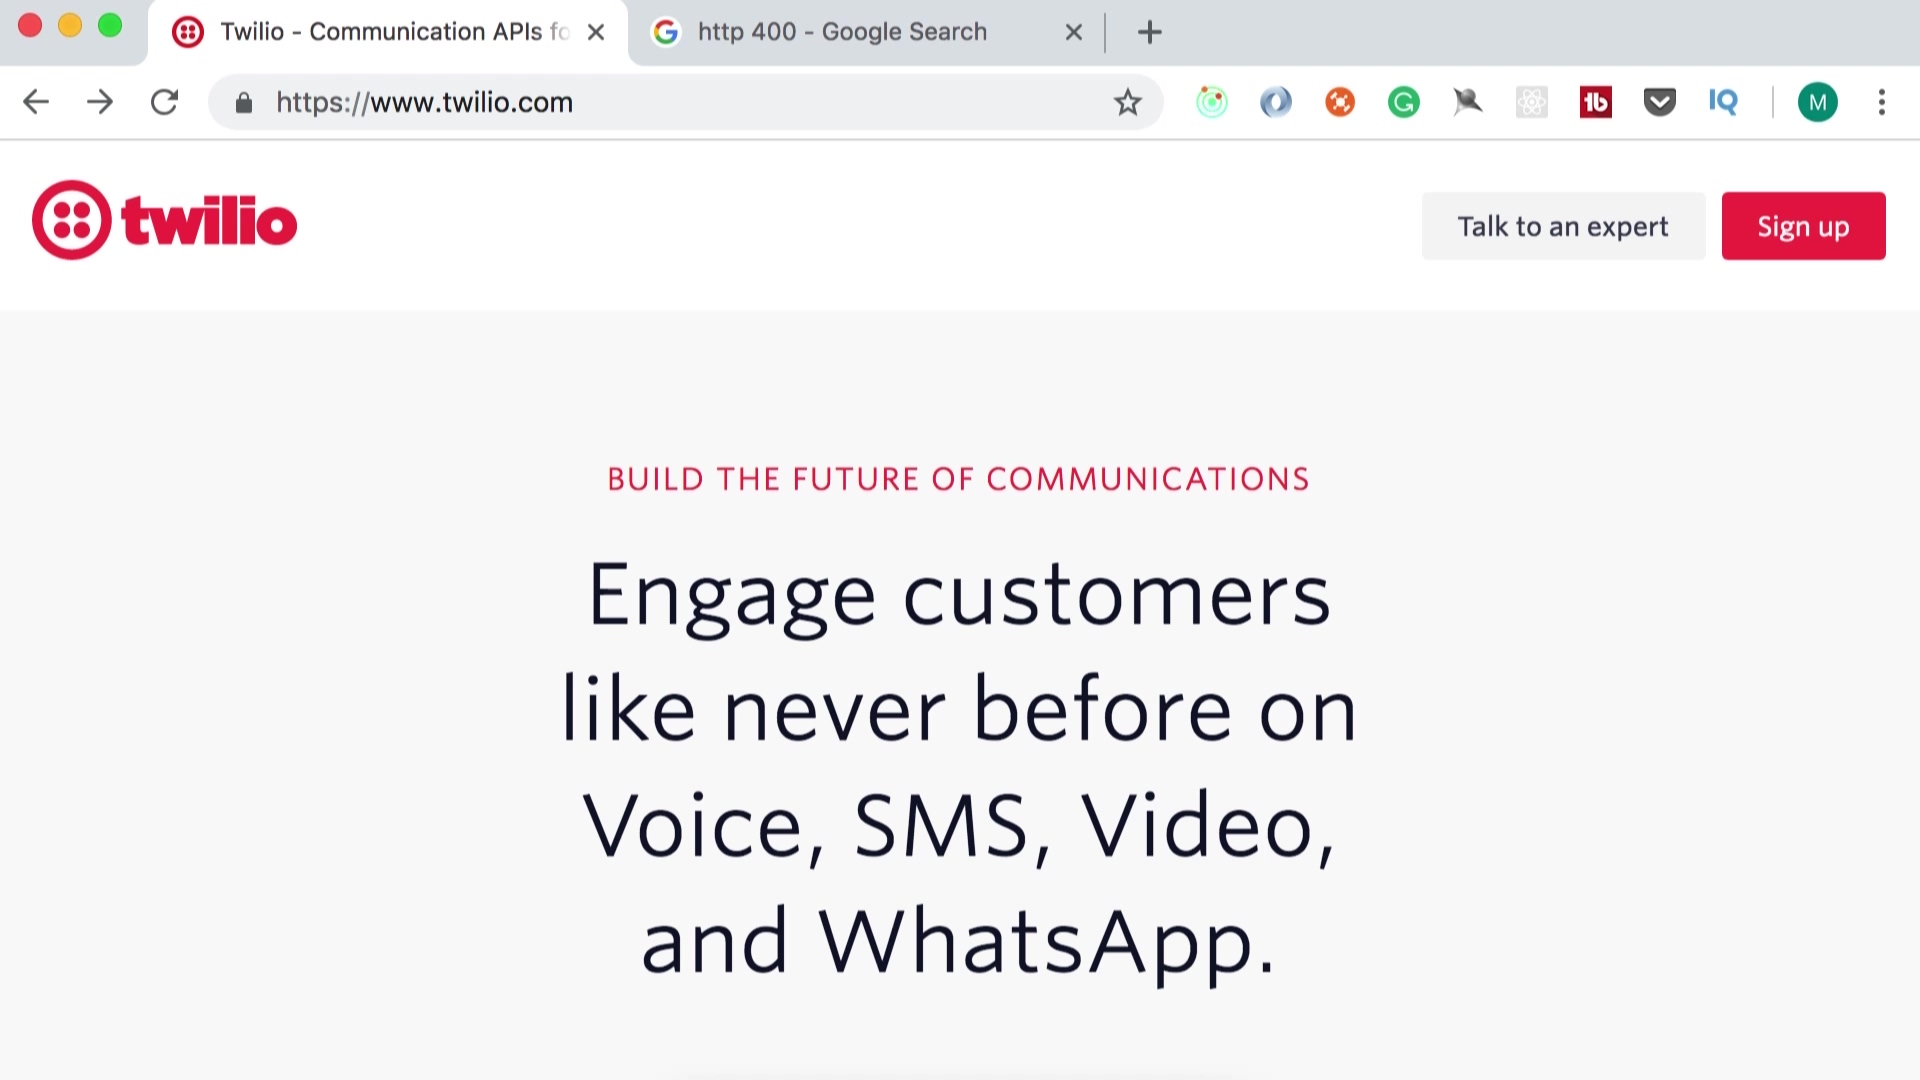 Twilio - Communication APIs fo
http 400 - Google Search
https://www.twilio.com
G
1b
IQ
M
twilio
Talk to an expert
Sign up
BUILD THE FUTURE OF COMMUNICATIONS
Engage customers
like never before on
Voice, SMS, Video,
and WhatsApp.